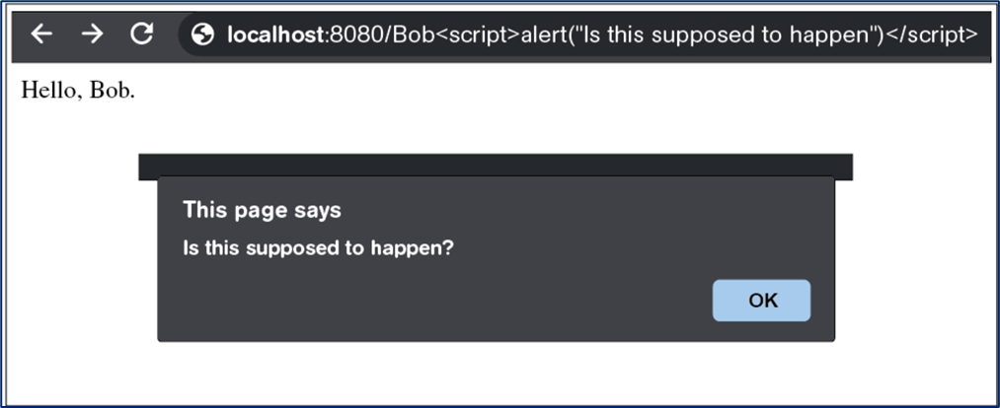 localhost:8080/Bob<script>alert("Is this supposed to happen")</script>
Hello, Bob.
This page says
Is this supposed to happen?
OK